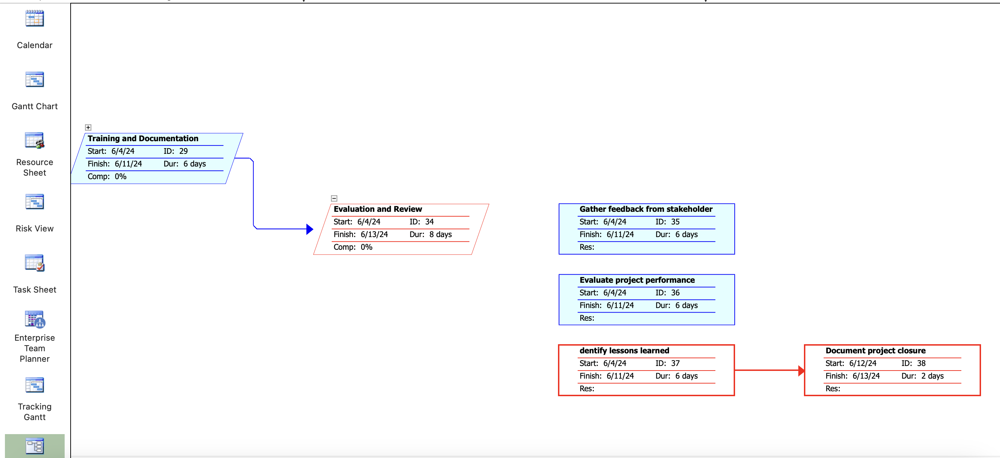 Calendar
Gantt Chart
Resource
Sheet
Risk View
Task Sheet
Enterprise
Team
Planner
Tracking
Gantt
Training and Documentation
Start: 6/4/24 ID: 29
Finish: 6/11/24 Dur: 6 days
Comp: 0%
Evaluation and Review
Start: 6/4/24 ID: 34
Finish: 6/13/24 Dur: 8 days
Comp: 0%
Gather feedback from stakeholder
Start: 6/4/24 ID: 35
Finish: 6/11/24 Dur: 6 days
Res:
Evaluate project performance
Start: 6/4/24 ID: 36
Finish: 6/11/24 Dur: 6 days
Res:
dentify lessons learned
Start: 6/4/24 ID: 37
Finish: 6/11/24 Dur: 6 days
Res:
Document project closure
Start: 6/12/24 ID: 38
Finish: 6/13/24 Dur: 2 days
Res: